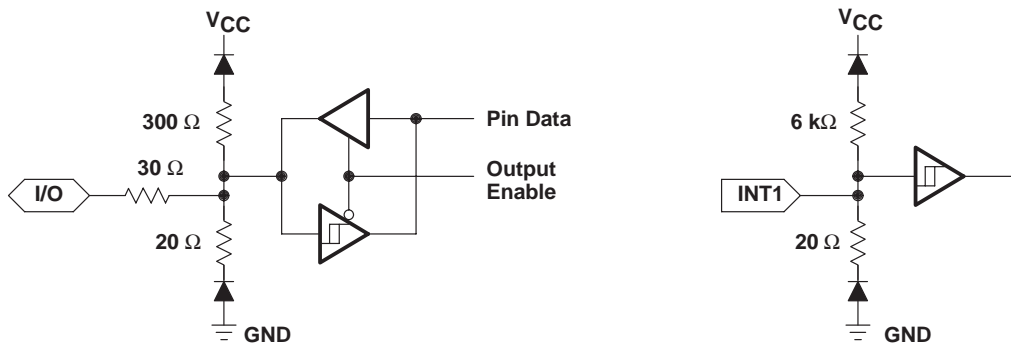 VCC
300 Ω
30 Ω
I/O
20 Ω
GND
Pin Data
Output
Enable
VCC
6 kΩ
INT1
20 Ω
GND